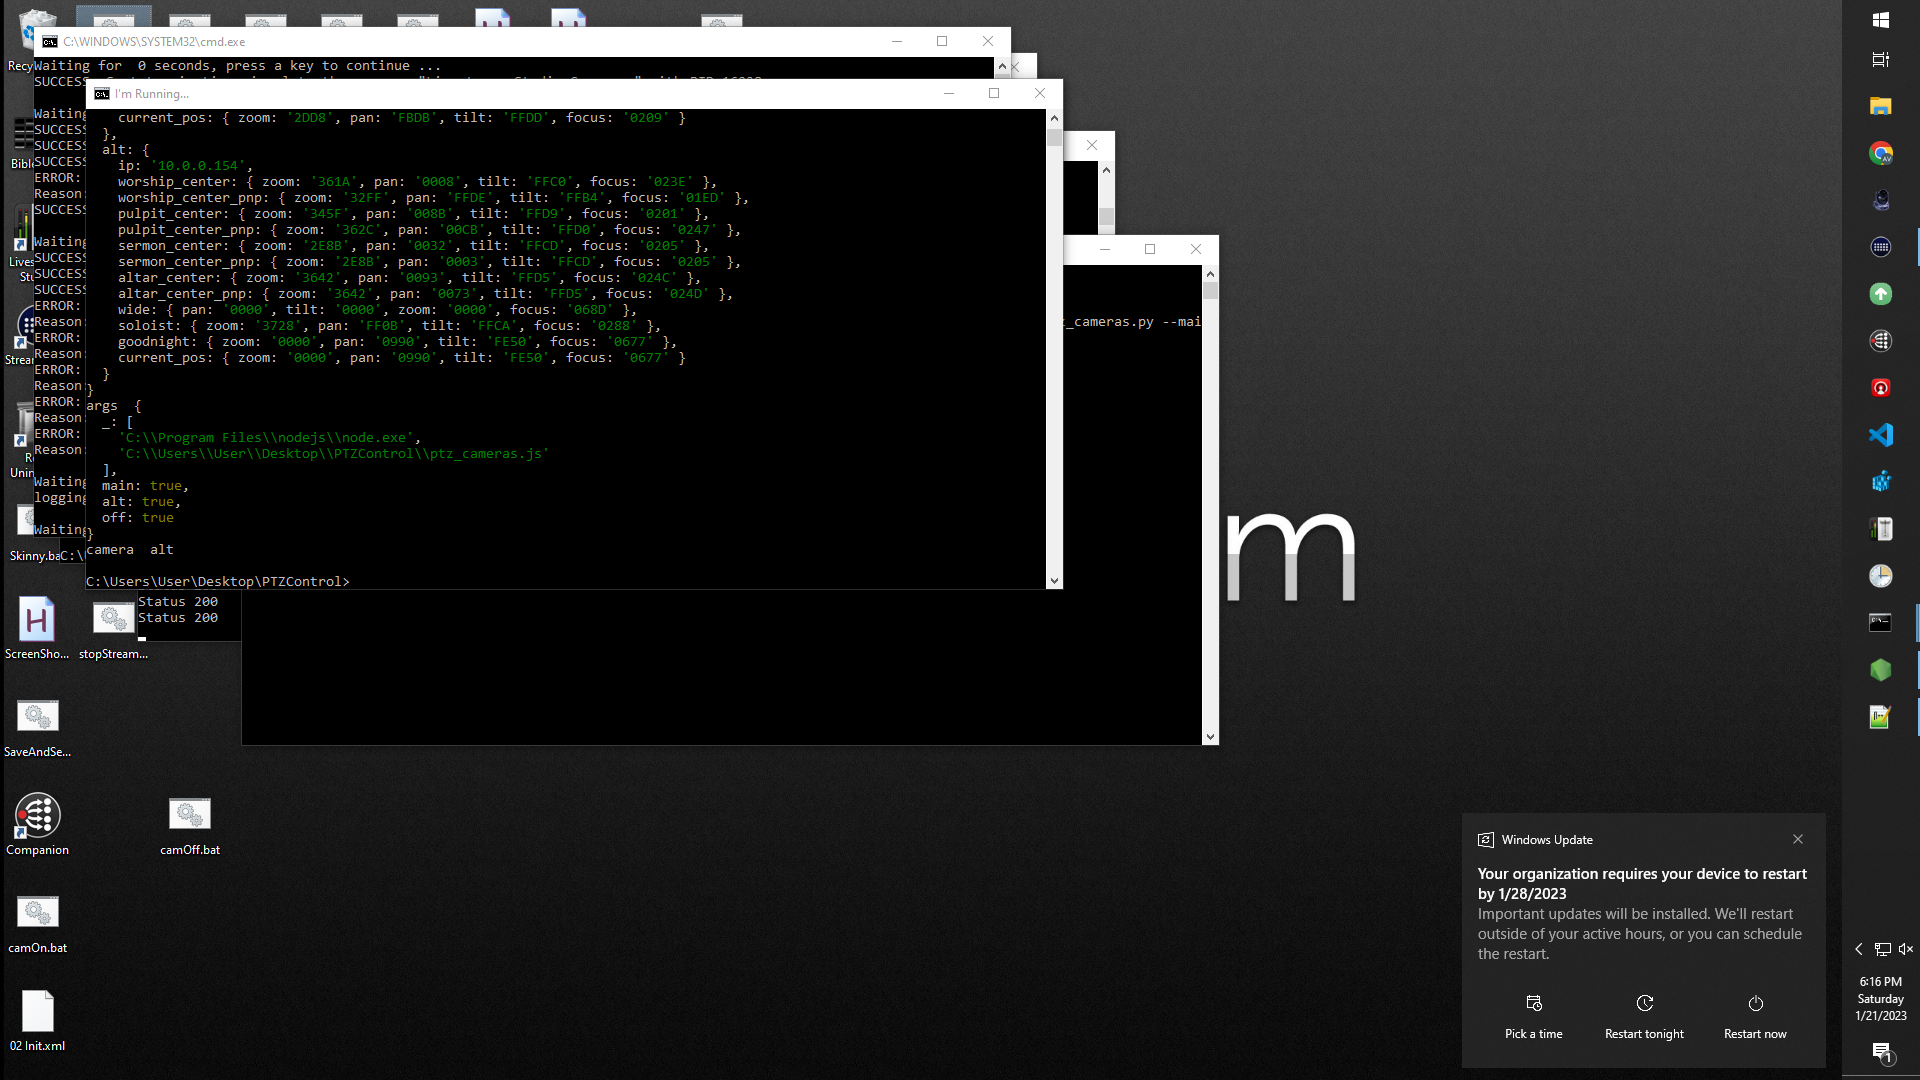 C:\WINDOWS\SYSTEM32\cmd.exe
Waiting for  0 seconds, press a key to continue ...
I'm Running...
current_pos: { zoom: '2DD8', pan: 'FBDB', tilt: 'FFDD', focus: '0209' }
},
alt: {
ip: '10.0.0.154',
worship_center: { zoom: '361A', pan: '0008', tilt: 'FFC0', focus: '023E' },
worship_center_pnp: { zoom: '32FF', pan: 'FFDE', tilt: 'FFB4', focus: '01ED' },
pulpit_center: { zoom: '345F', pan: '008B', tilt: 'FFD9', focus: '0201' },
pulpit_center_pnp: { zoom: '362C', pan: '00CB', tilt: 'FFD0', focus: '0247' },
sermon_center: { zoom: '2E8B', pan: '0032', tilt: 'FFCD', focus: '0205' },
sermon_center_pnp: { zoom: '2E8B', pan: '0003', tilt: 'FFCD', focus: '0205' },
altar_center: { zoom: '3642', pan: '0093', tilt: 'FFD5', focus: '024C' },
altar_center_pnp: { zoom: '3642', pan: '0073', tilt: 'FFD5', focus: '024D' },
wide: { pan: '0000', tilt: '0000', zoom: '0000', focus: '068D' },
soloist: { zoom: '3728', pan: 'FF0B', tilt: 'FFCA', focus: '0288' },
goodnight: { zoom: '0000', pan: '0990', tilt: 'FE50', focus: '0677' },
current_pos: { zoom: '0000', pan: '0990', tilt: 'FE50', focus: '0677' }
}
}
args  {
_: [
'C:\\Program Files\\nodejs\\node.exe',
'C:\\Users\\User\\Desktop\\PTZControl\\ptz_cameras.js'
],
main: true,
alt: true,
off: true
}
camera  alt
C:\Users\User\Desktop\PTZControl>
SUCCESS
Waiting
SUCCESS
SUCCESS
SUCCESS
ERROR:
Reason:
SUCCESS
Waiting
SUCCESS
SUCCESS
SUCCESS
ERROR:
Reason:
ERROR:
Reason:
ERROR:
Reason:
ERROR:
Reason:
ERROR:
Reason:
Waiting
logging
Waiting
C:\
Status 200
Status 200
_cameras.py --mai
m
Recy
Bibl
Lives
Stu
Strea
R
Unin
Skinny.ba
ScreenSho...
stopStream...
SaveAndSe...
Companion
camOff.bat
camOn.bat
02 Init.xml
Windows Update
Your organization requires your device to restart
by 1/28/2023
Important updates will be installed. We'll restart
outside of your active hours, or you can schedule
the restart.
Pick a time
Restart tonight
Restart now
6:16 PM
Saturday
1/21/2023
1